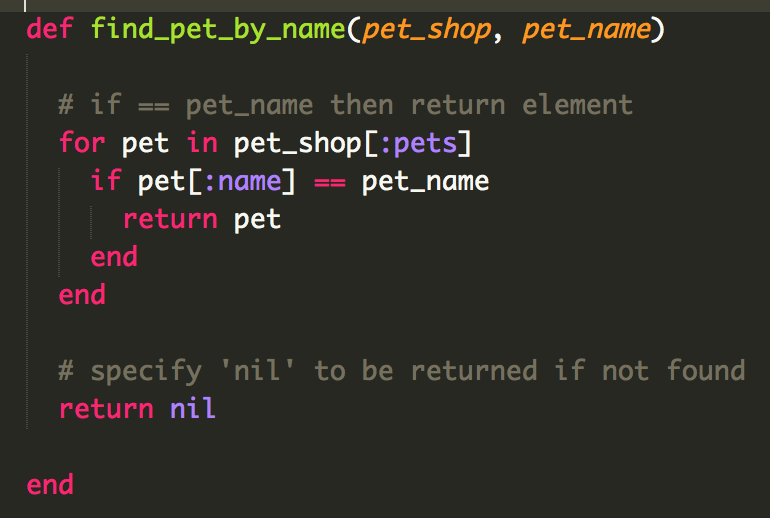 def find_pet_by_name(pet_shop, pet_name)
# if == pet_name then return element
for pet in pet_shop[:pets]
if pet[:name] == pet_name
return pet
end
end
# specify 'nil' to be returned if not found
return nil
end